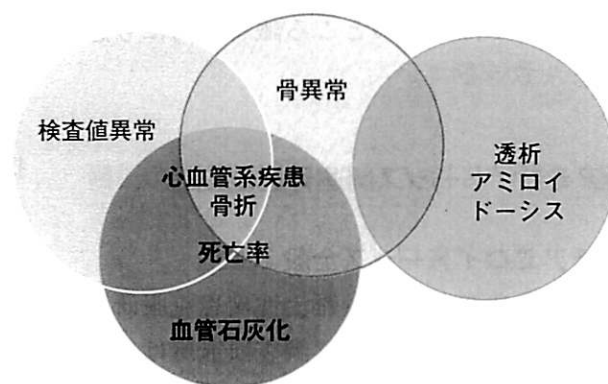 骨異常
検査値異常
透析
アミロイ
ドーシス
心血管系疾患
骨折
死亡率
血管石灰化